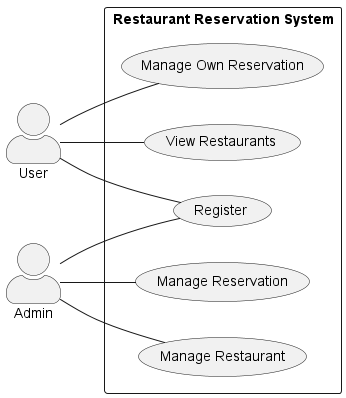 Restaurant Reservation System
Manage Own Reservation
View Restaurants
User
Register
Manage Reservation
Admin
Manage Restaurant